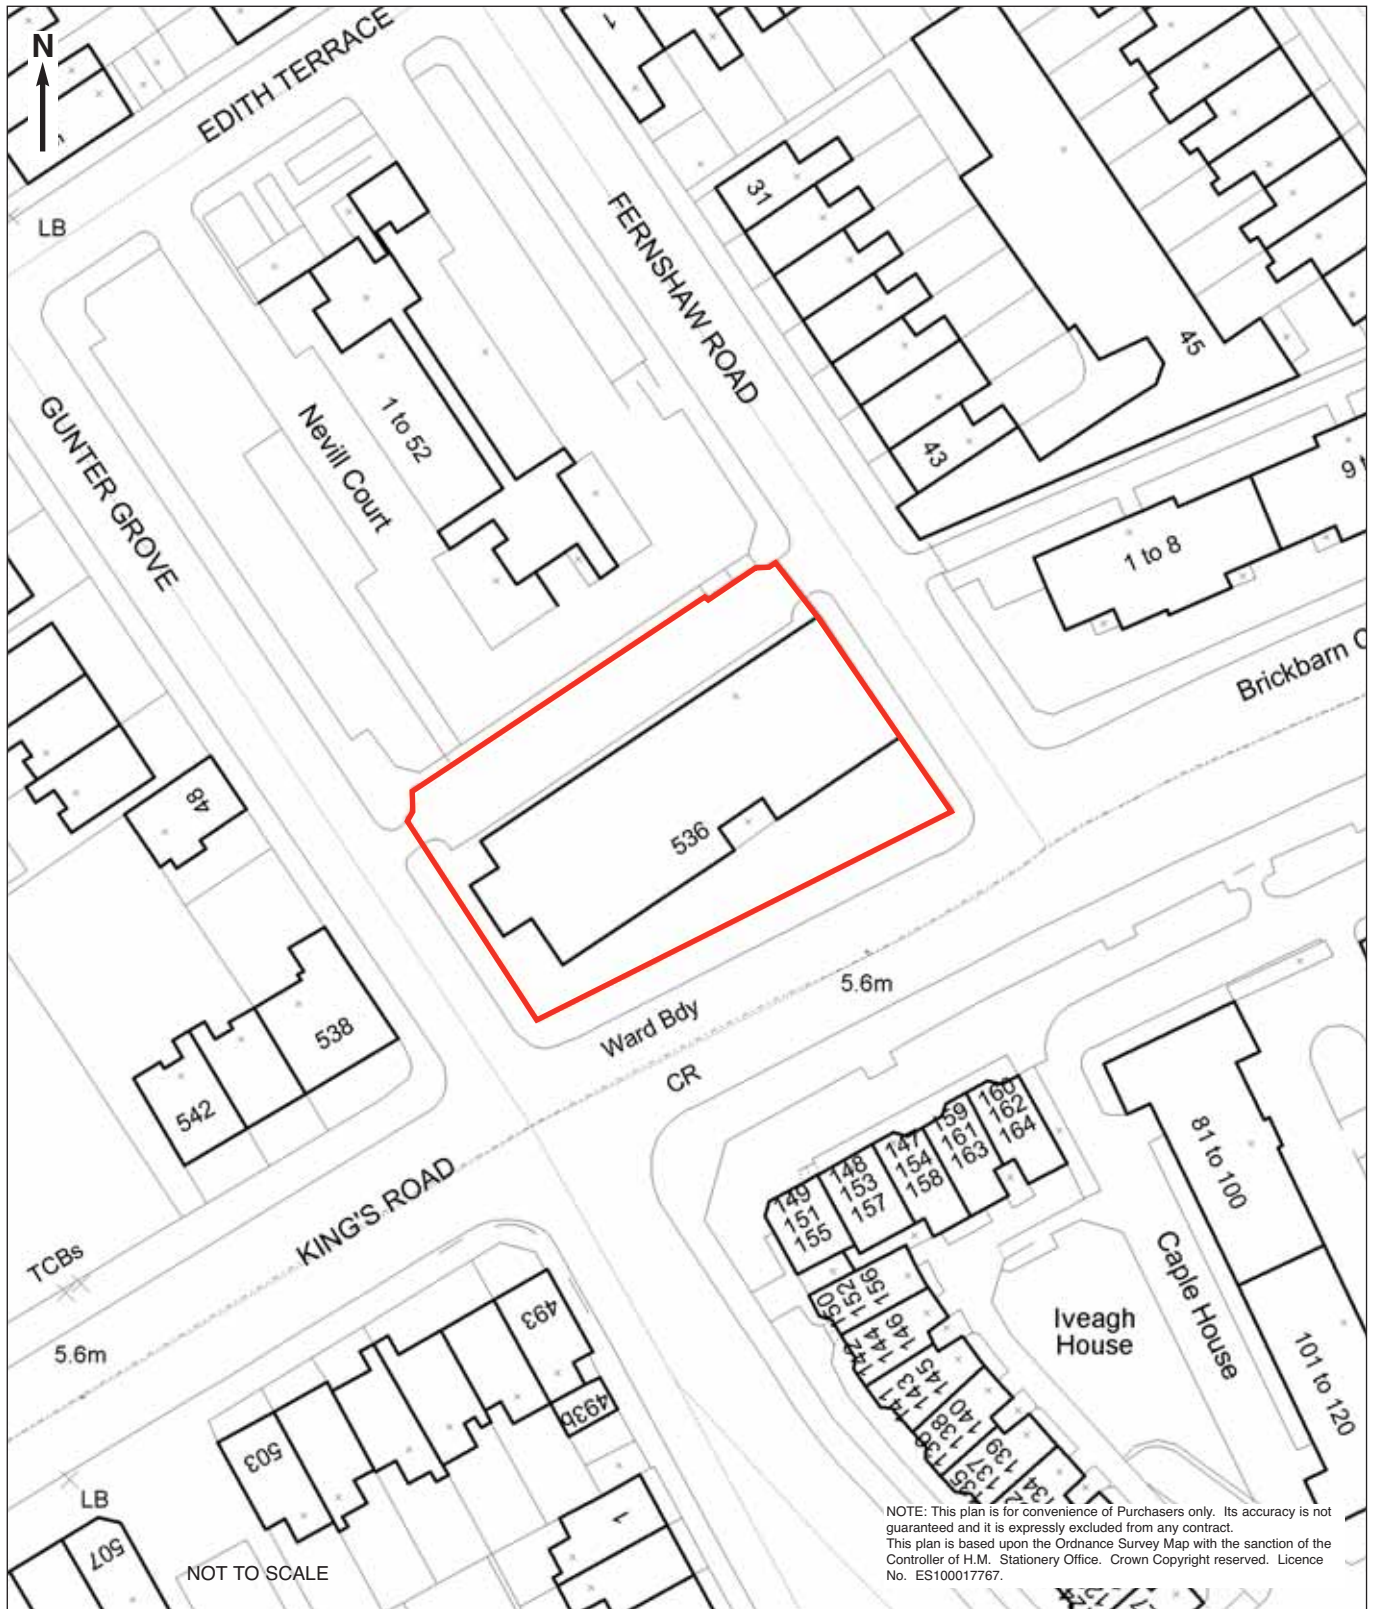 N
EDITH TERRACE
1
LB
31
FERNSHAW ROAD
45
GUNTER GROVE
1 to 52
Nevill Court
43
1 to 8
Brickbarn
48
536
5.6m
Ward Bdy
CR
538
542
KING'S ROAD
TCBs
5.6m
160
162
164
159
161
163
147
154
158
148
153
157
149
151
155
81 to 100
Caple House
150
152
156
142
144
146
141
143
145
136
138
140
135
137
139
134
Iveagh
House
101 to 120
493
493b
503
LB
507
1
NOT TO SCALE
NOTE: This plan is for convenience of Purchasers only. Its accuracy is not
guaranteed and it is expressly excluded from any contract.
This plan is based upon the Ordnance Survey Map with the sanction of the
Controller of H.M. Stationery Office. Crown Copyright reserved. Licence
No. ES100017767.